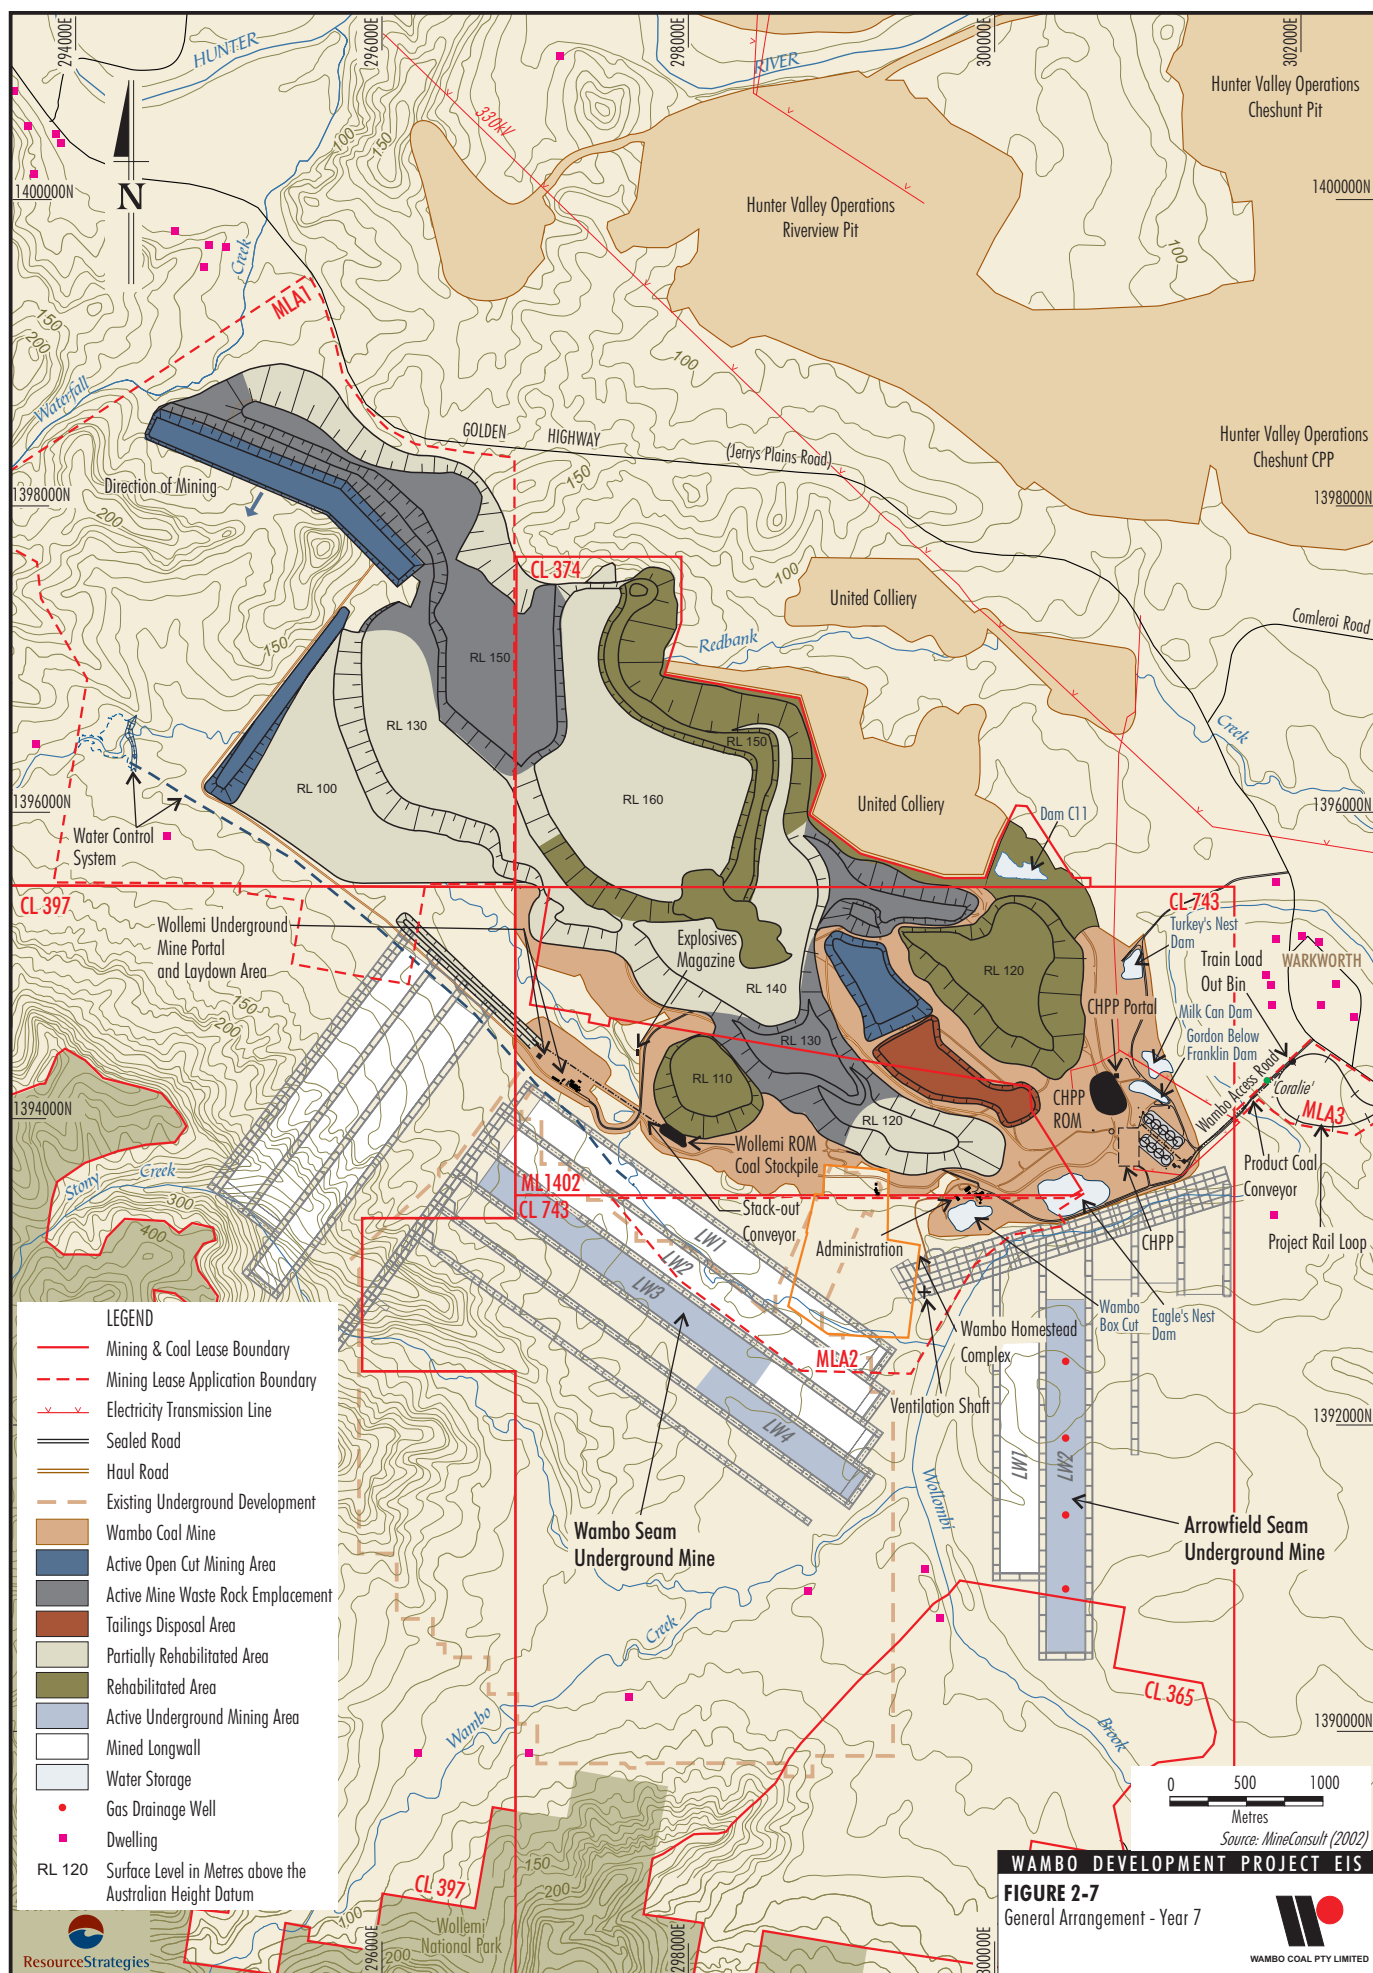 294000E
296000E
298000E
300000E
302000E
HUNTER
RIVER
Hunter Valley Operations
Cheshunt Pit
330kV
100
150
1400000N
1400000N
N
Hunter Valley Operations
Riverview Pit
Creek
100
MLA1
150
200
100
Waterfall
GOLDEN HIGHWAY
(Jerrys Plains Road)
Hunter Valley Operations
Cheshunt CPP
150
Direction of Mining
1398000N
1398000N
200
CL 374
100
United Colliery
Comleroi Road
Redbank
150
RL 150
RL 130
RL 150
Creek
RL 100
RL 160
United Colliery
1396000N
1396000N
Dam C11
Water Control
System
CL 397
CL 743
Wollemi Underground
Mine Portal
and Laydown Area
Explosives
Magazine
Turkey's Nest
Dam
Train Load
Out Bin
WARKWORTH
RL 120
RL 140
150
200
CHPP Portal
Milk Can Dam
Gordon Below
Franklin Dam
RL 130
RL 110
CHPP
ROM
Wambo Access Road
'Coralie'
MLA3
1394000N
RL 120
Wollemi ROM
Coal Stockpile
Product Coal
Conveyor
Stony
Creek
300
400
ML1402
CL 743
Stack-out
Conveyor
Administration
CHPP
Project Rail Loop
LW1
LW2
LW3
LW4
Wambo
Box Cut
Eagle's Nest
Dam
Wambo Homestead
Complex
MLA2
Ventilation Shaft
1392000N
LW1
LW2
Wollombi
Wambo Seam
Underground Mine
Arrowfield Seam
Underground Mine
Creek
CL 365
Wambo
Brook
1390000N
LEGEND
Mining & Coal Lease Boundary
Mining Lease Application Boundary
Electricity Transmission Line
Sealed Road
Haul Road
Existing Underground Development
Wambo Coal Mine
Active Open Cut Mining Area
Active Mine Waste Rock Emplacement
Tailings Disposal Area
Partially Rehabilitated Area
Rehabilitated Area
Active Underground Mining Area
Mined Longwall
Water Storage
Gas Drainage Well
Dwelling
RL 120 Surface Level in Metres above the
Australian Height Datum
0 500 1000
Metres
Source: MineConsult (2002)
150
200
CL 397
100
200
Wollemi
National Park
296000E
298000E
300000E
WAMBO DEVELOPMENT PROJECT EIS
FIGURE 2-7
General Arrangement - Year 7
WAMBO COAL PTY LIMITED
ResourceStrategies